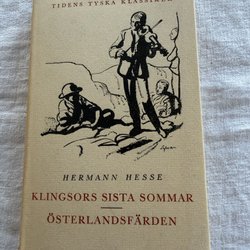 TIDENS TYSKA KLASSIKER
HERMANN HESSE
KLINGSORS SISTA SOMMAR
ÖSTERLANDSFÄRDEN